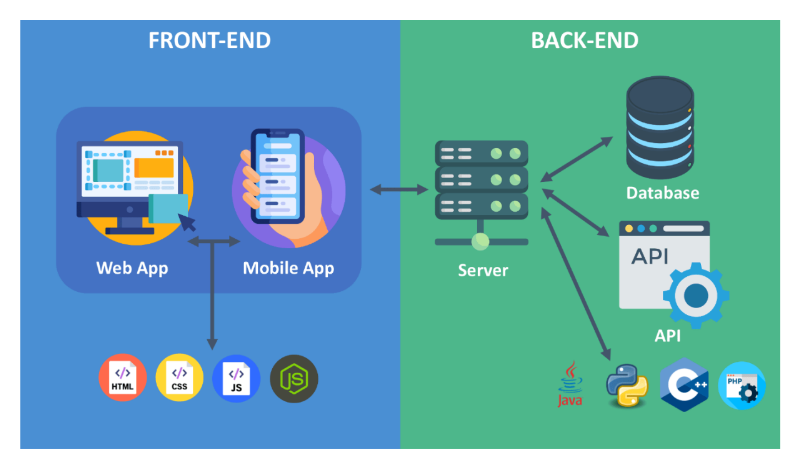 FRONT-END
BACK-END
Web App
Mobile App
Server
Database
API
API
HTML
CSS
JS
JS
Java
C++
PHP